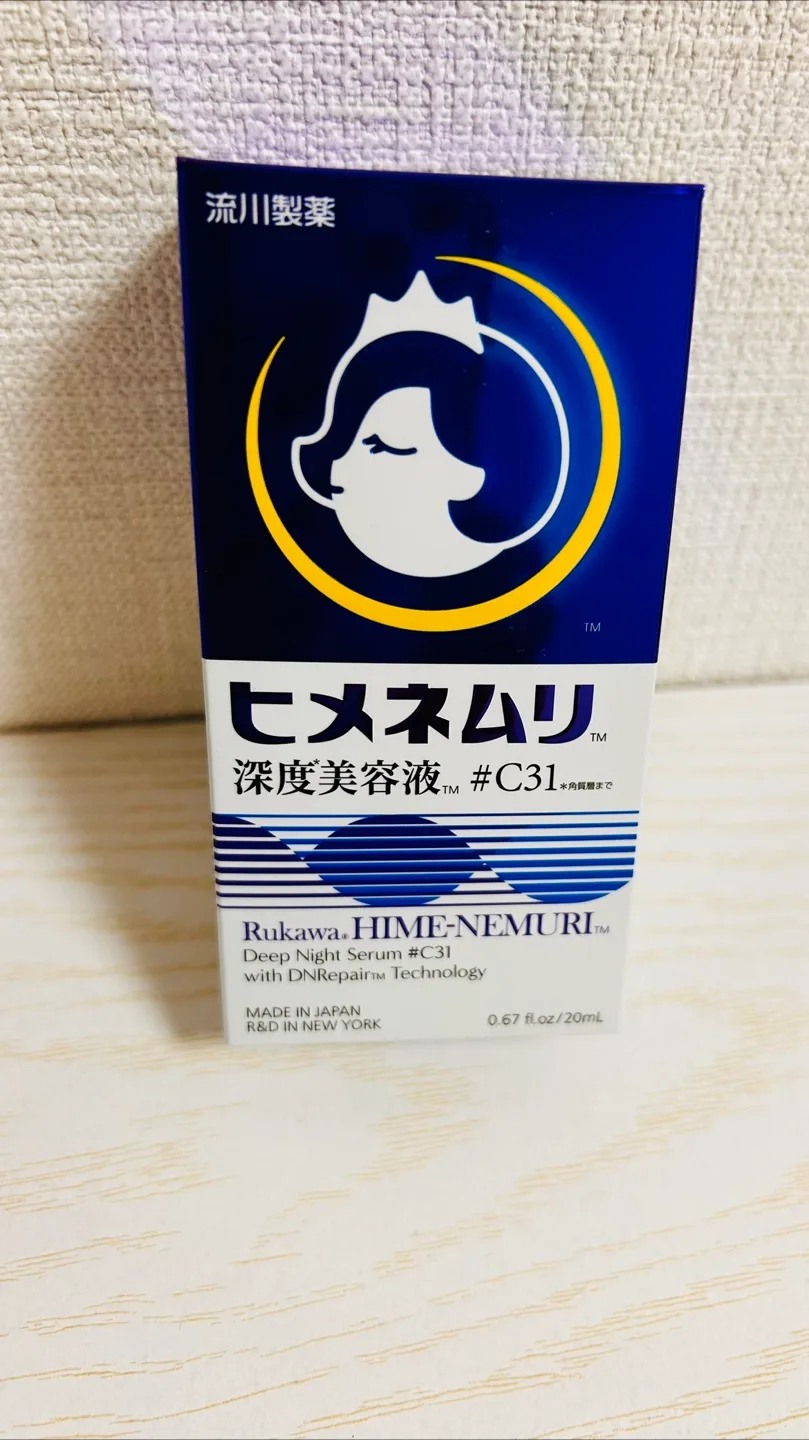 流川製薬
TM
ヒメネムリTM
深度*美容液TM #C31 *角質層まで
Rukawa® HIME-NEMURITM
Deep Night Serum #C31
with DNRepairTM Technology
MADE IN JAPAN
R&D IN NEW YORK
0.67 fl.oz/20mL